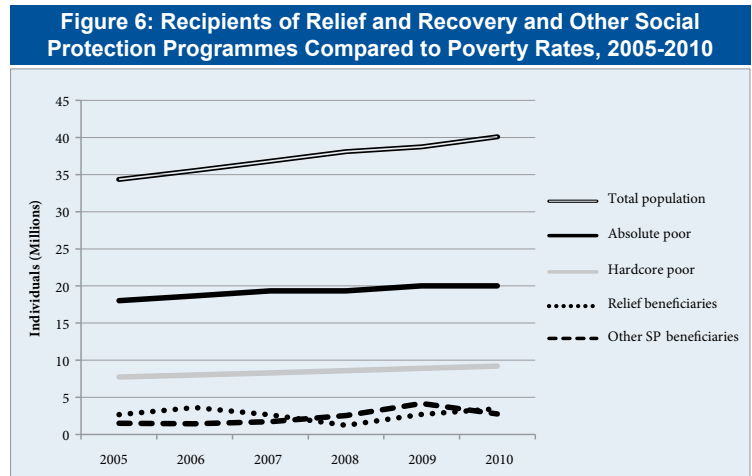 Figure 6: Recipients of Relief and Recovery and Other Social
Protection Programmes Compared to Poverty Rates, 2005-2010
45
40
35
30
25
20
15
10
5
0
Individuals (Millions)
2005 2006 2007 2008 2009 2010
Total population
Absolute poor
Hardcore poor
Relief beneficiaries
Other SP beneficiaries